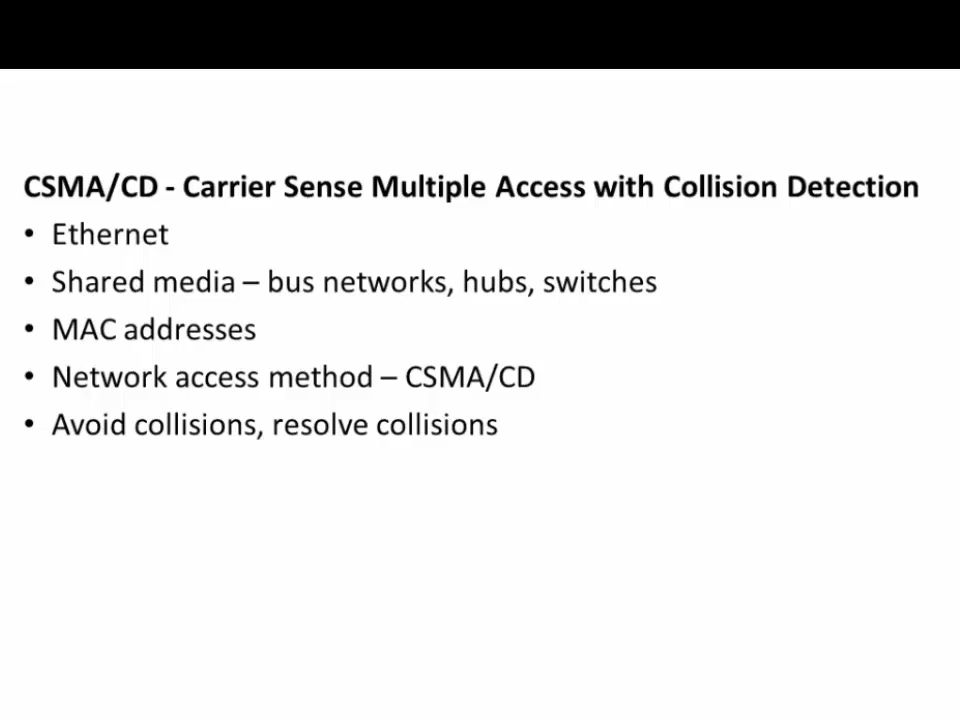 CSMA/CD - Carrier Sense Multiple Access with Collision Detection
• Ethernet
• Shared media – bus networks, hubs, switches
• MAC addresses
• Network access method – CSMA/CD
• Avoid collisions, resolve collisions